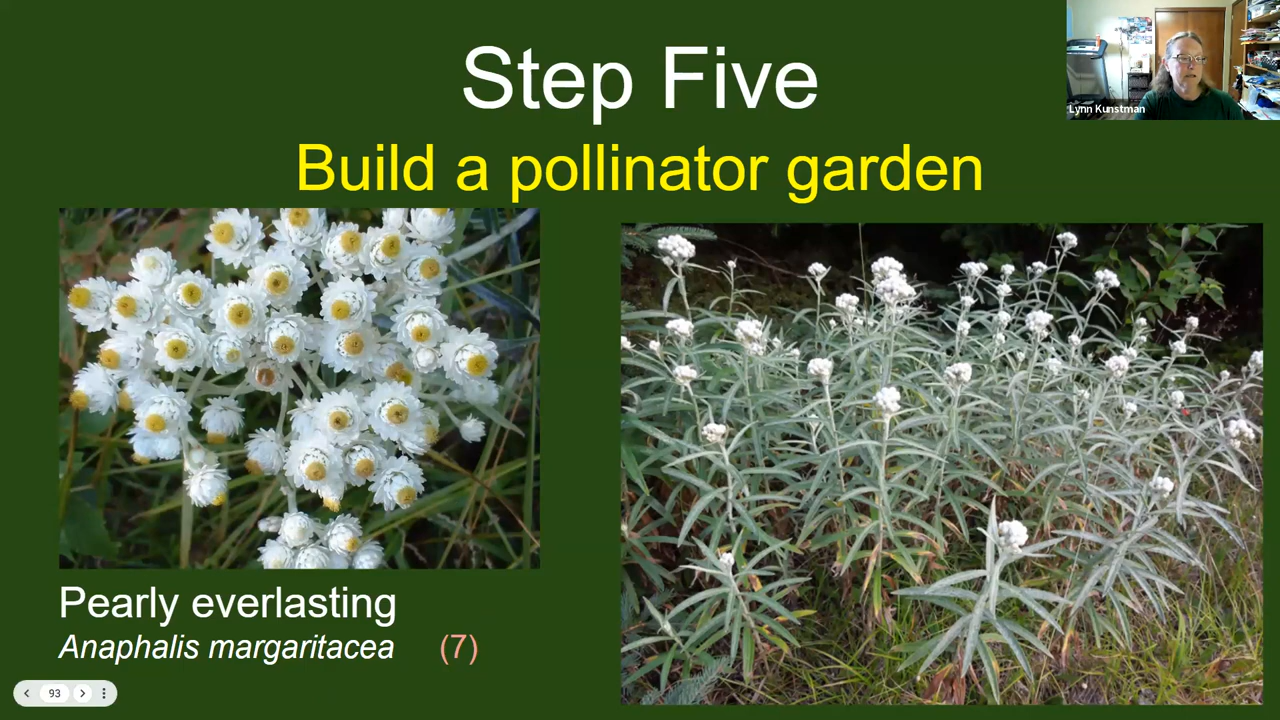 Step Five
Lynn Kunstman
Build a pollinator garden
Pearly everlasting
Anaphalis margaritacea (7)
93